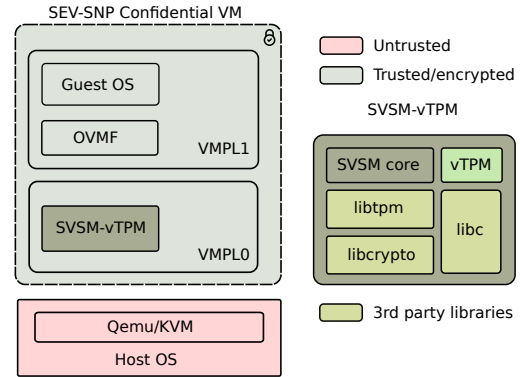 SEV-SNP Confidential VM
Guest OS
OVMF
VMPL1
SVSM-vTPM
VMPL0
Qemu/KVM
Host OS
Untrusted
Trusted/encrypted
SVSM-vTPM
SVSM core
vTPM
libtpm
libc
libcrypto
3rd party libraries